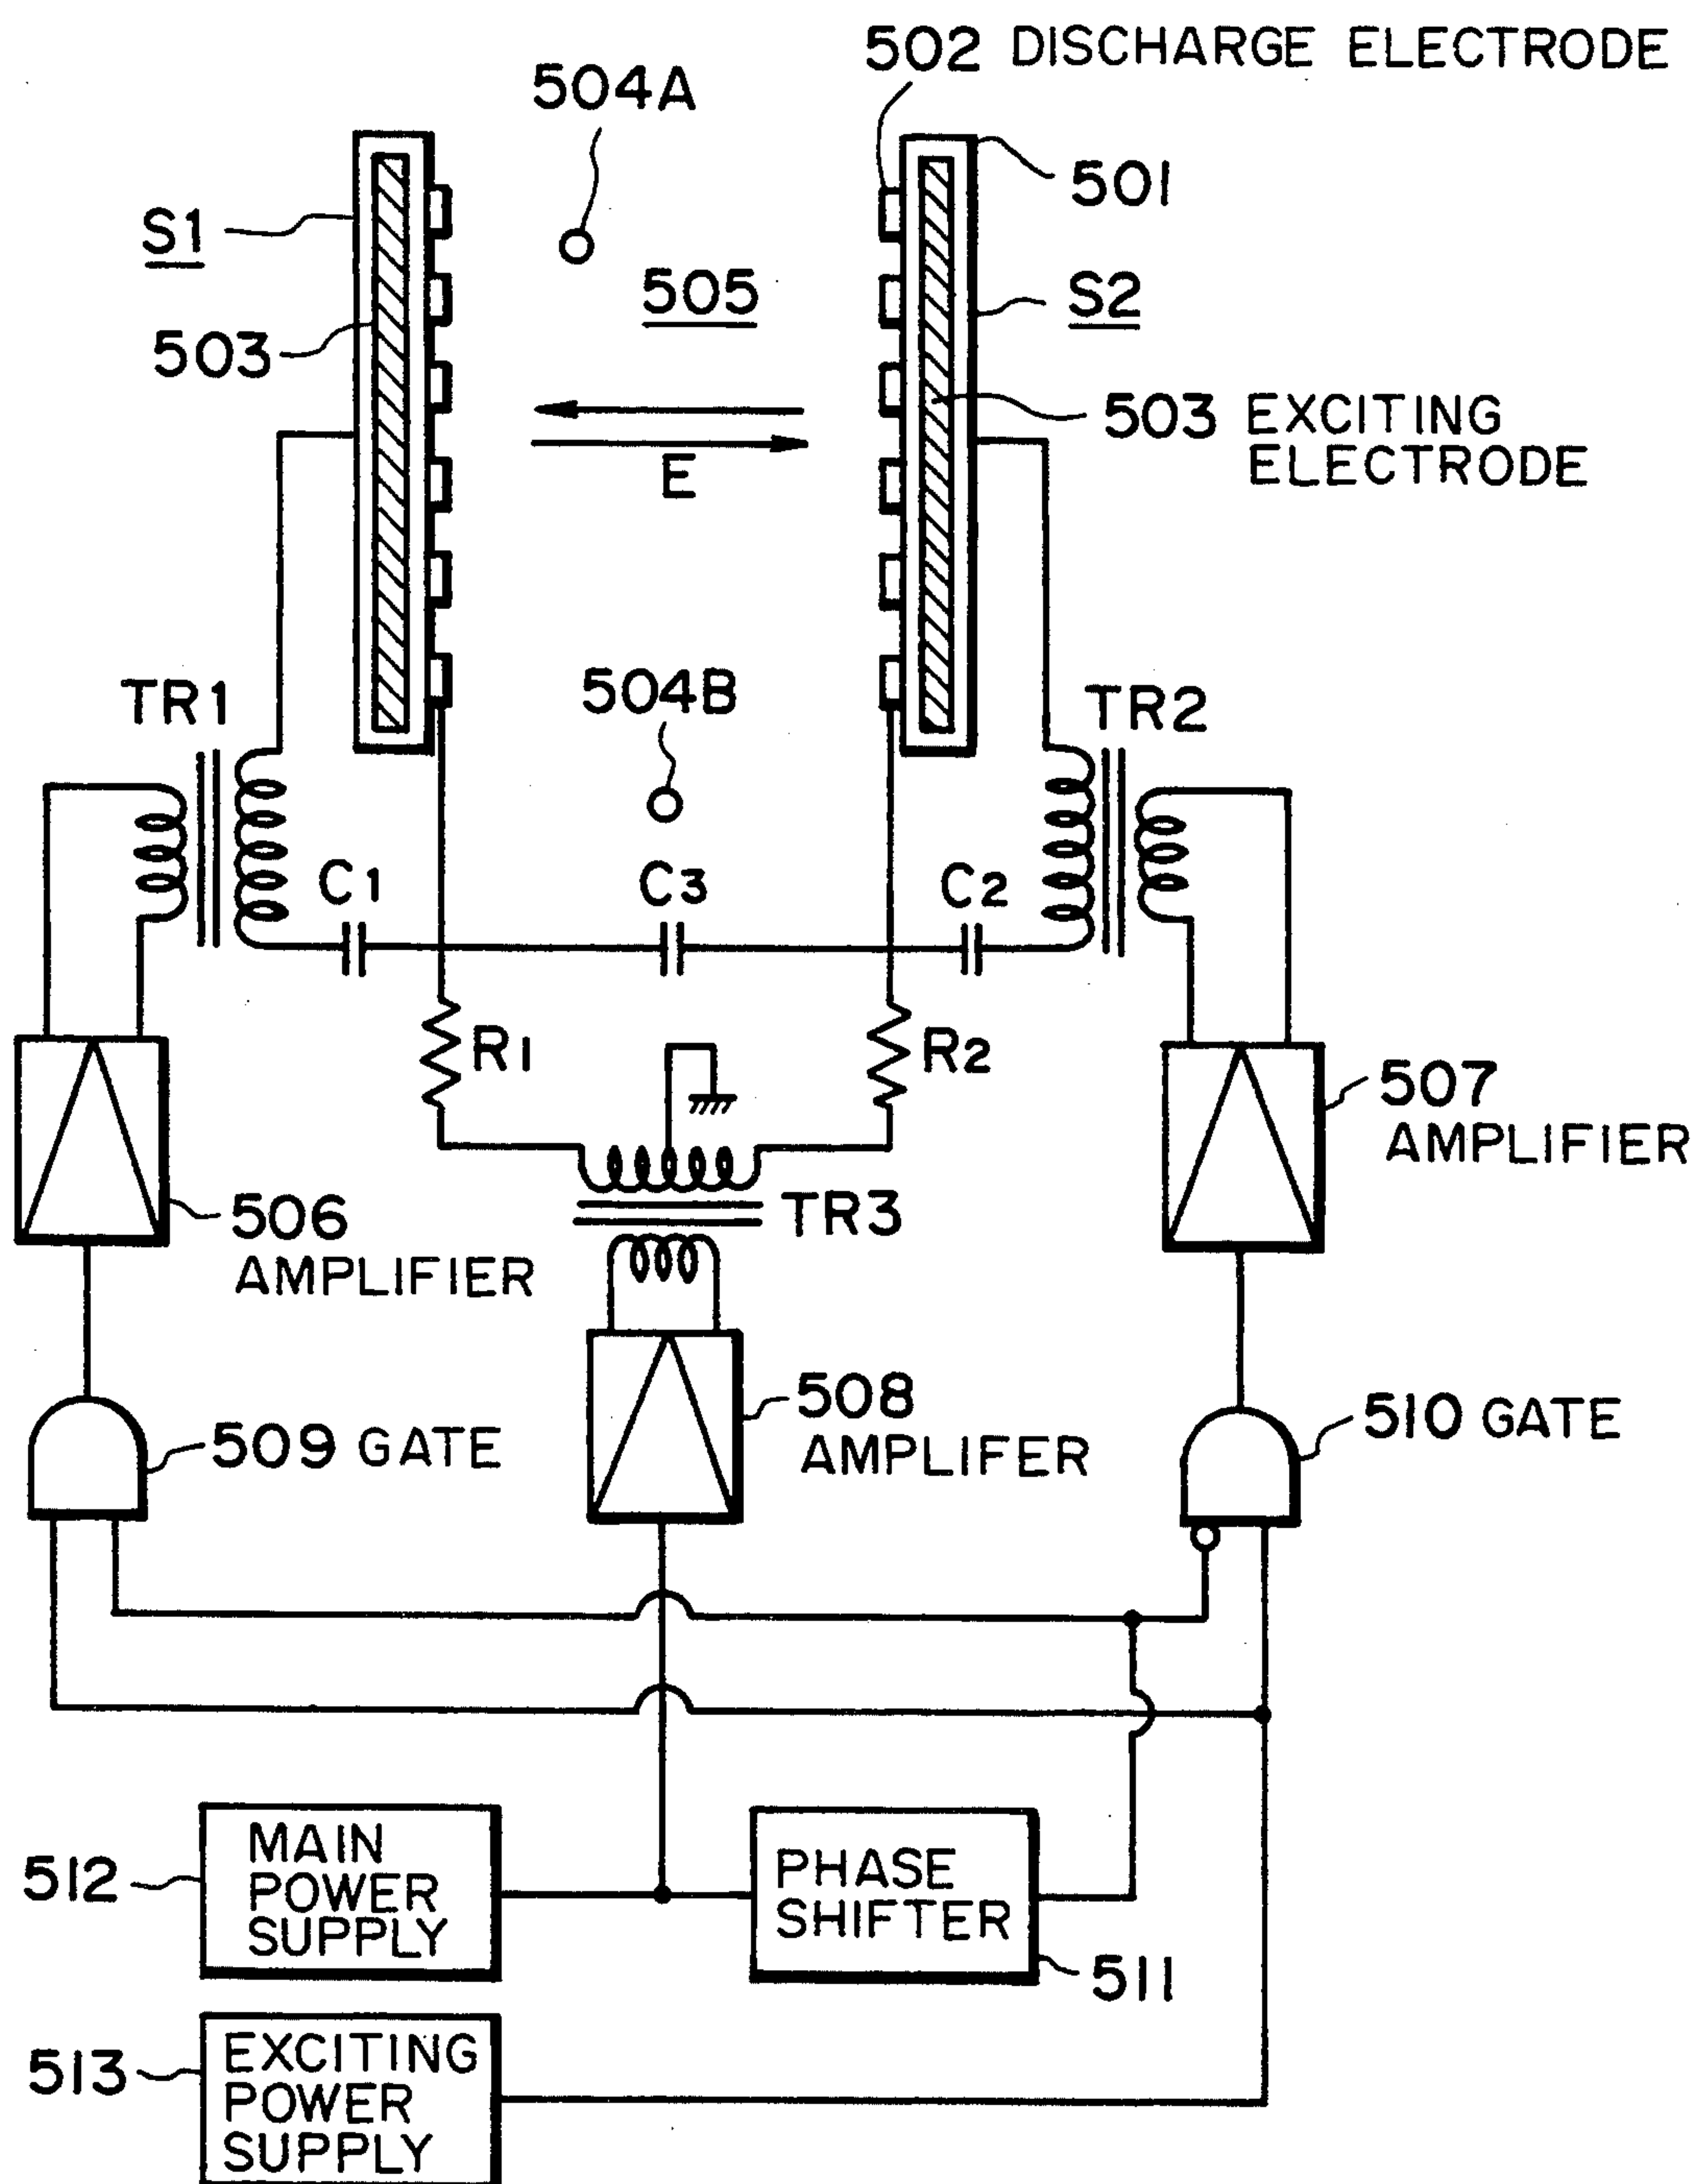 502 DISCHARGE ELECTRODE
504A
501
S1
505
S2
503
503 EXCITING
ELECTRODE
E
504B
TR1
TR2
C1
C3
C2
R1
R2
507
AMPLIFIER
TR3
506
AMPLIFIER
508
AMPLIFER
510 GATE
509 GATE
MAIN
POWER
SUPPLY
512
PHASE
SHIFTER
511
EXCITING
POWER
SUPPLY
513